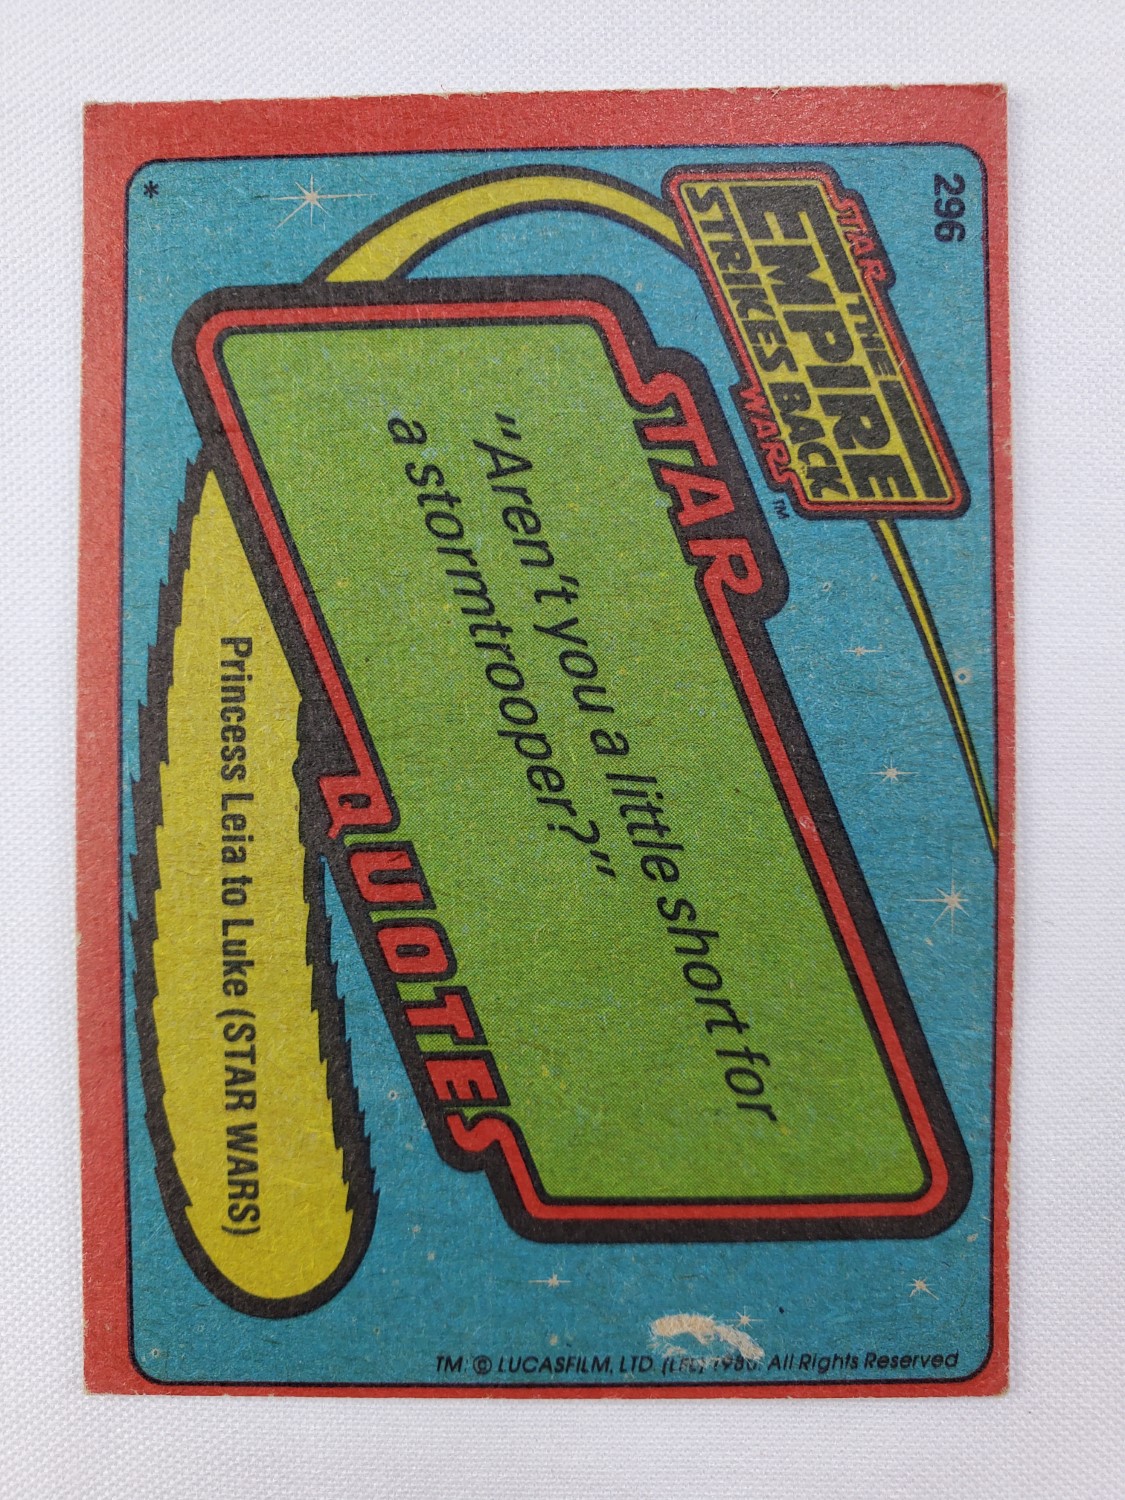 296
STAR
THE
EMPIRE
STRIKES BACK
WARS
TM
STAR
"Aren't you a little short for
a stormtrooper?"
QUOTES
Princess Leia to Luke (STAR WARS)
*
TM: © LUCASFILM, LTD. (LFL) 1980. All Rights Reserved